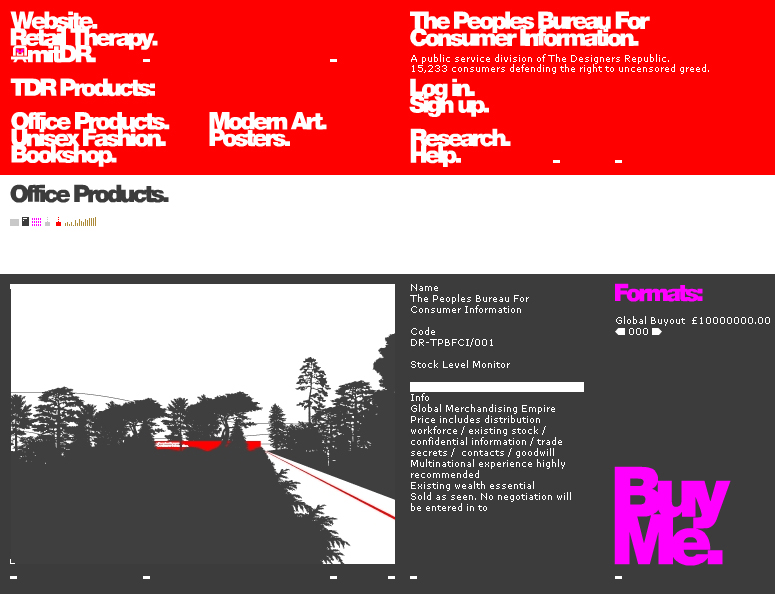 Website.
Retail Therapy.
AmitDR.
TDR Products:
Office Products.
Unisex Fashion.
Bookshop.
Modern Art.
Posters.
The Peoples Bureau For
Consumer Information.
A public service division of The Designers Republic.
15,233 consumers defending the right to uncensored greed.
Log in.
Sign up.
Research.
Help.
Office Products.
Name
The Peoples Bureau For
Consumer Information
Code
DR-TPBFCI/001
Stock Level Monitor
Info
Global Merchandising Empire
Price includes distribution
workforce / existing stock /
confidential information / trade
secrets / contacts / goodwill
Multinational experience highly
recommended
Existing wealth essential
Sold as seen. No negotiation will
be entered in to
Formats:
Global Buyout £10000000.00
000
Buy
Me.